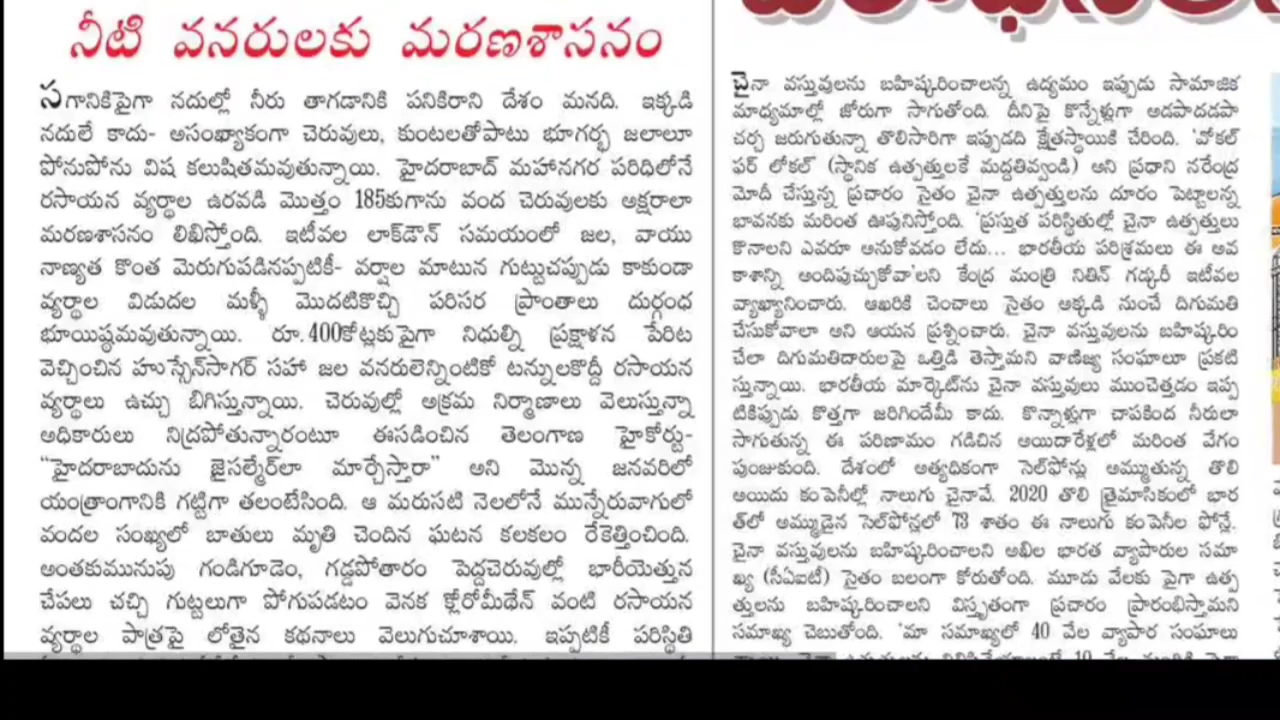 నీటి వనరులకు మరణశాసనం
సగానికిపైగా నదుల్లో నీరు తాగడానికి పనికిరాని దేశం మనది. ఇక్కడి
నదులే కాదు- అసంఖ్యాకంగా చెరువులు, కుంటలతోపాటు భూగర్భ జలాలూ
పోనుపోను విష కలుషితమవుతున్నాయి. హైదరాబాద్ మహానగర పరిధిలోనే
రసాయన వ్యర్థాల ఉరవడి మొత్తం 185కుగాను వంద చెరువులకు అక్షరాలా
మరణశాసనం లిఖిస్తోంది. ఇటీవల లాక్‌డౌన్ సమయంలో జల, వాయు
నాణ్యత కొంత మెరుగుపడినప్పటికీ- వర్షాల మాటున గుట్టుచప్పుడు కాకుండా
వ్యర్థాల విడుదల మళ్ళీ మొదటికొచ్చి పరిసర ప్రాంతాలు దుర్గంధ
భూయిష్ఠమవుతున్నాయి. రూ.400కోట్లకుపైగా నిధుల్ని ప్రక్షాళన పేరిట
వెచ్చించిన హుస్సేన్‌సాగర్ సహా జల వనరులెన్నింటికో టన్నులకొద్దీ రసాయన
వ్యర్థాలు ఉచ్చు బిగిస్తున్నాయి. చెరువుల్లో అక్రమ నిర్మాణాలు వెలుస్తున్నా
అధికారులు నిద్రపోతున్నారంటూ ఈసడించిన తెలంగాణ హైకోర్టు-
“హైదరాబాదును జైసల్మేర్‌లా మార్చేస్తారా” అని మొన్న జనవరిలో
యంత్రాంగానికి గట్టిగా తలంటేసింది. ఆ మరుసటి నెలలోనే మున్నేరువాగులో
వందల సంఖ్యలో బాతులు మృతి చెందిన ఘటన కలకలం రేకెత్తించింది.
అంతకుమునుపు గండిగూడెం, గడ్డపోతారం పెద్దచెరువుల్లో భారీయెత్తున
చేపలు చచ్చి గుట్టలుగా పోగుపడటం వెనక క్లోరోమీథేన్ వంటి రసాయన
వ్యర్థాల పాత్రపై లోతైన కథనాలు వెలుగుచూశాయి. ఇప్పటికీ పరిస్థితి
చైనా వస్తువులను బహిష్కరించాలన్న ఉద్యమం ఇప్పుడు సామాజిక
మాధ్యమాల్లో జోరుగా సాగుతోంది. దీనిపై కొన్నేళ్లుగా అడపాదడపా
చర్చ జరుగుతున్నా తొలిసారిగా ఇప్పుడది క్షేత్రస్థాయికి చేరింది. ‘వోకల్
ఫర్ లోకల్ (స్థానిక ఉత్పత్తులకే మద్దతివ్వండి) అని ప్రధాని నరేంద్ర
మోదీ చేస్తున్న ప్రచారం సైతం చైనా ఉత్పత్తులను దూరం పెట్టాలన్న
భావనకు మరింత ఊపునిస్తోంది. ‘ప్రస్తుత పరిస్థితుల్లో చైనా ఉత్పత్తులు
కొనాలని ఎవరూ అనుకోవడం లేదు... భారతీయ పరిశ్రమలు ఈ అవ
కాశాన్ని అందిపుచ్చుకోవా’లని కేంద్ర మంత్రి నితిన్ గడ్కరీ ఇటీవల
వ్యాఖ్యానించారు. ఆఖరికి చెంచాలు సైతం అక్కడి నుంచే దిగుమతి
చేసుకోవాలా అని ఆయన ప్రశ్నించారు. చైనా వస్తువులను బహిష్కరిం
చేలా దిగుమతిదారులపై ఒత్తిడి తెస్తామని వాణిజ్య సంఘాలూ ప్రకటి
స్తున్నాయి. భారతీయ మార్కెట్‌ను చైనా వస్తువులు ముంచెత్తడం ఇప్ప
టికిప్పుడు కొత్తగా జరిగిందేమీ కాదు. కొన్నాళ్లుగా చాపకింద నీరులా
సాగుతున్న ఈ పరిణామం గడిచిన అయిదారేళ్లలో మరింత వేగం
పుంజుకుంది. దేశంలో అత్యధికంగా సెల్‌ఫోన్లు అమ్ముతున్న తొలి
అయిదు కంపెనీల్లో నాలుగు చైనావే. 2020 తొలి త్రైమాసికంలో భార
త్‌లో అమ్ముడైన సెల్‌ఫోన్లలో 73 శాతం ఈ నాలుగు కంపెనీల ఫోన్లే.
చైనా వస్తువులను బహిష్కరించాలని అఖిల భారత వ్యాపారుల సమా
ఖ్య (సీఏఐటీ) సైతం బలంగా కోరుతోంది. మూడు వేలకు పైగా ఉత్ప
త్తులను బహిష్కరించాలని విస్తృతంగా ప్రచారం ప్రారంభిస్తామని
సమాఖ్య చెబుతోంది. ‘మా సమాఖ్యలో 40 వేల వ్యాపార సంఘాలు